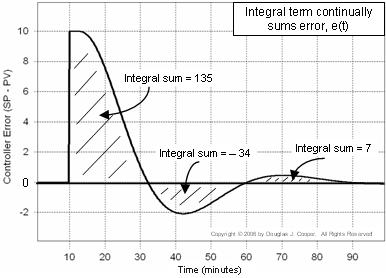 Integral term continually
sums error, e(t)
Controller Error (SP - PV)
10
8
6
4
2
0
-2
Integral sum = 135
Integral sum = – 34
Integral sum = 7
Copyright © 2006 by Douglas J. Cooper. All Rights Reserved
10 20 30 40 50 60 70 80 90
Time (minutes)